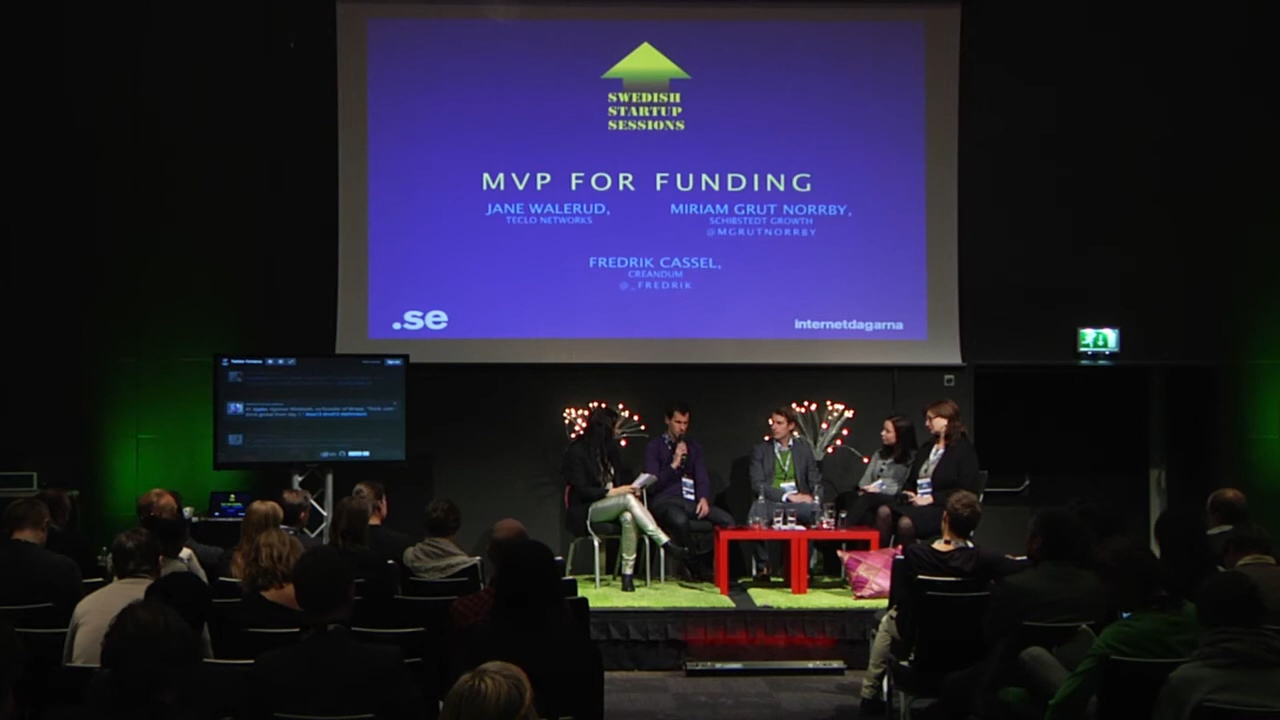 SWEDISH
STARTUP
SESSIONS
MVP FOR FUNDING
JANE WALERUD,
TECLO NETWORKS
MIRIAM GRUT NORRBY,
SCHIBSTEDT GROWTH
@MGRUTNORRBY
FREDRIK CASSEL,
CREANDUM
@_FREDRIK
.se
internetdagarna